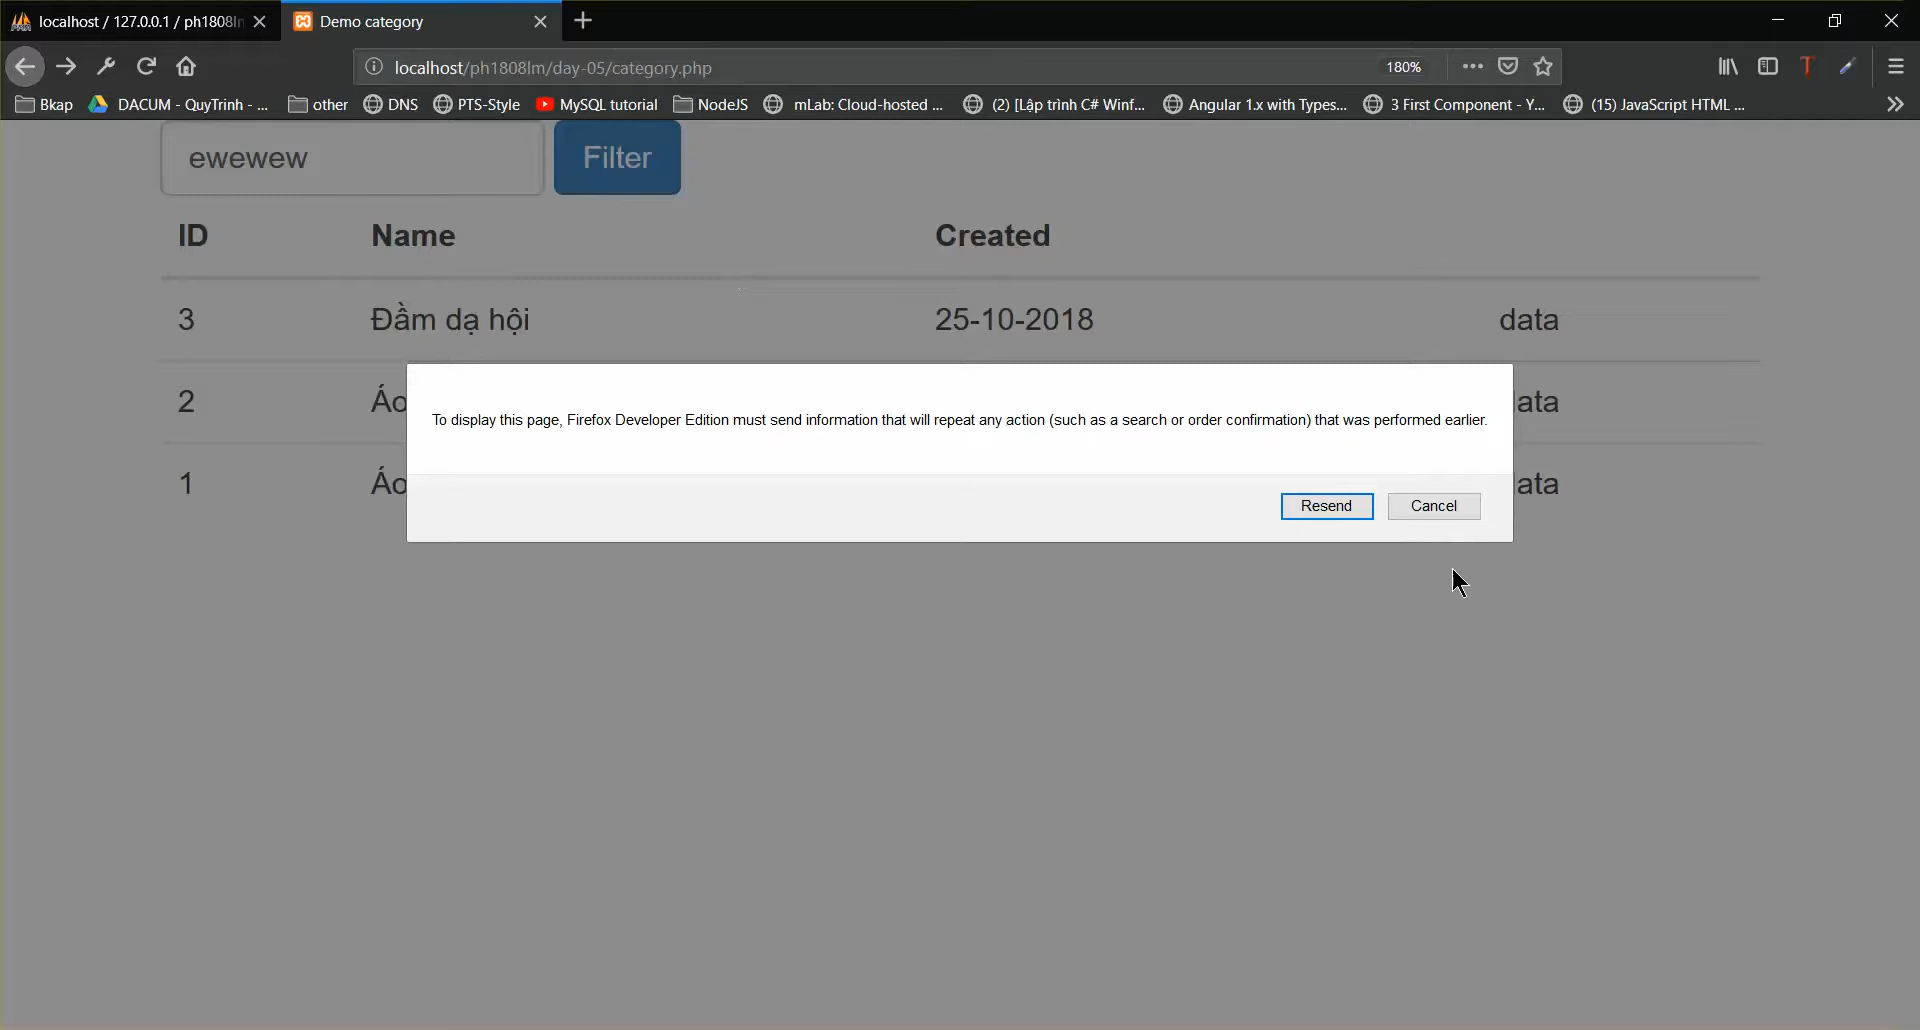 localhost / 127.0.0.1 / ph1808lm
Demo category
localhost/ph1808lm/day-05/category.php
180%
Bkap
DACUM - QuyTrinh - ...
other
DNS
PTS-Style
MySQL tutorial
NodeJS
mLab: Cloud-hosted ...
(2) [Lập trình C# Winf...
Angular 1.x with Types...
3 First Component - Y...
(15) JavaScript HTML ...
ewewew
Filter
ID Name Created
3 Đầm dạ hội 25-10-2018 data
2 Áo data
1 Áo data
To display this page, Firefox Developer Edition must send information that will repeat any action (such as a search or order confirmation) that was performed earlier.
Resend
Cancel